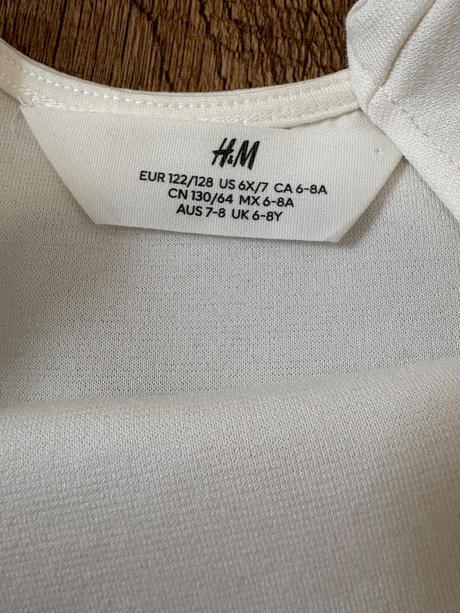 H&M
EUR 122/128 US 6X/7 CA 6-8A
CN 130/64 MX 6-8A
AUS 7-8 UK 6-8Y